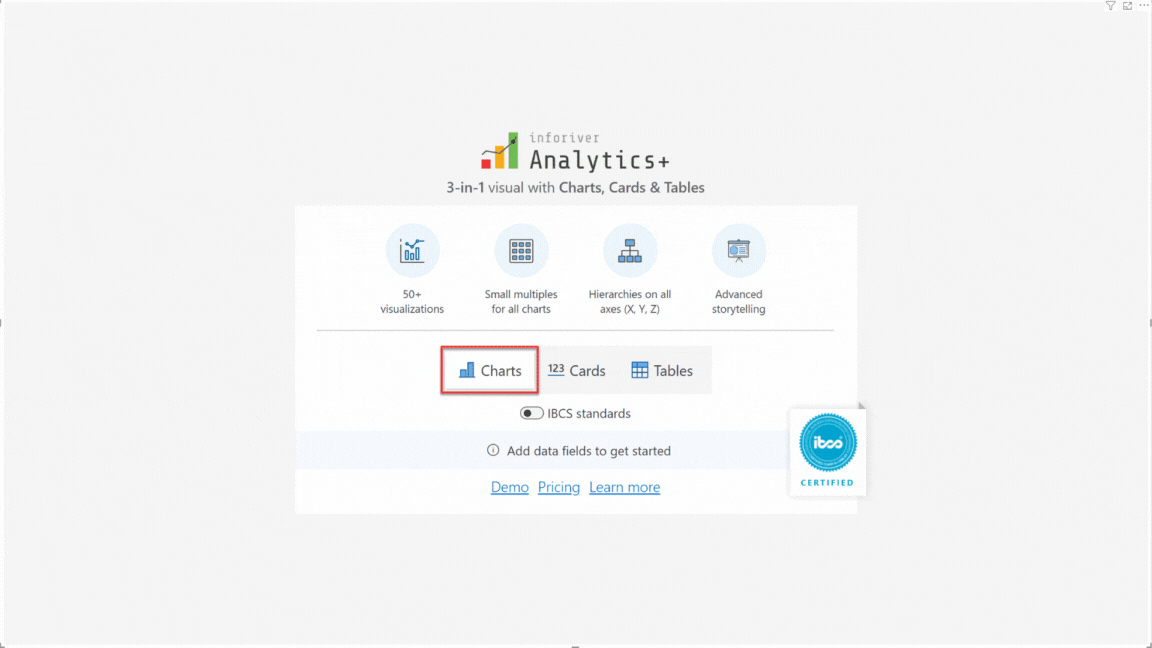 inforiver
Analytics+
3-in-1 visual with Charts, Cards & Tables
50+
visualizations
Small multiples
for all charts
Hierarchies on all
axes (X, Y, Z)
Advanced
storytelling
Charts
123 Cards
Tables
IBCS standards
Add data fields to get started
Demo Pricing Learn more
ibcs
CERTIFIED